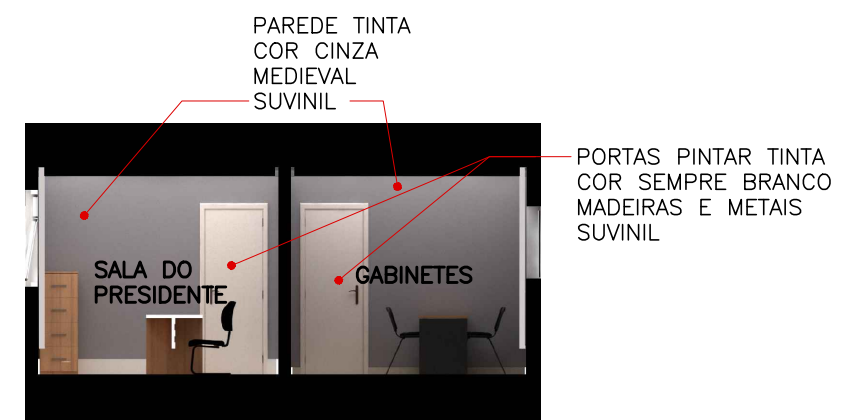 PAREDE TINTA
COR CINZA
MEDIEVAL
SUVINIL
PORTAS PINTAR TINTA
COR SEMPRE BRANCO
MADEIRAS E METAIS
SUVINIL
SALA DO
PRESIDENTE
GABINETES